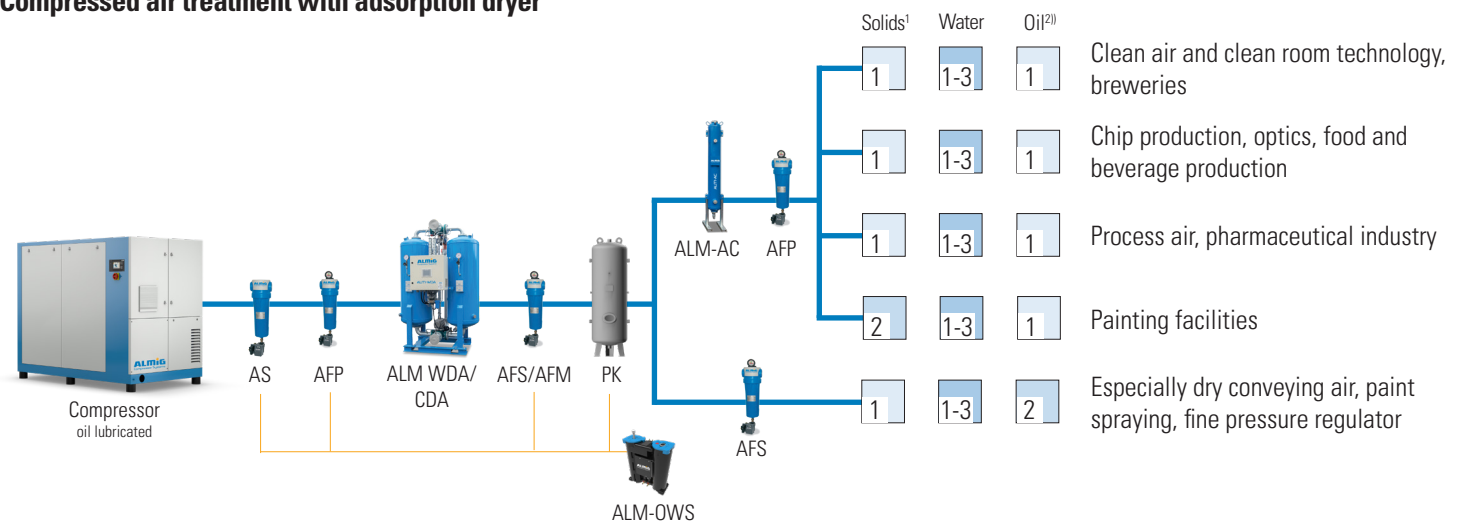 Compressed air treatment with adsorption dryer
Solids¹ Water Oil²⁾⁾
1 1-3 1 Clean air and clean room technology,
breweries
1 1-3 1 Chip production, optics, food and
beverage production
ALM-AC AFP
1 1-3 1 Process air, pharmaceutical industry
2 1-3 1 Painting facilities
ALMiG
AS AFP ALM WDA/ AFS/AFM PK
CDA
1 1-3 2 Especially dry conveying air, paint
spraying, fine pressure regulator
Compressor
oil lubricated
AFS
ALM-OWS